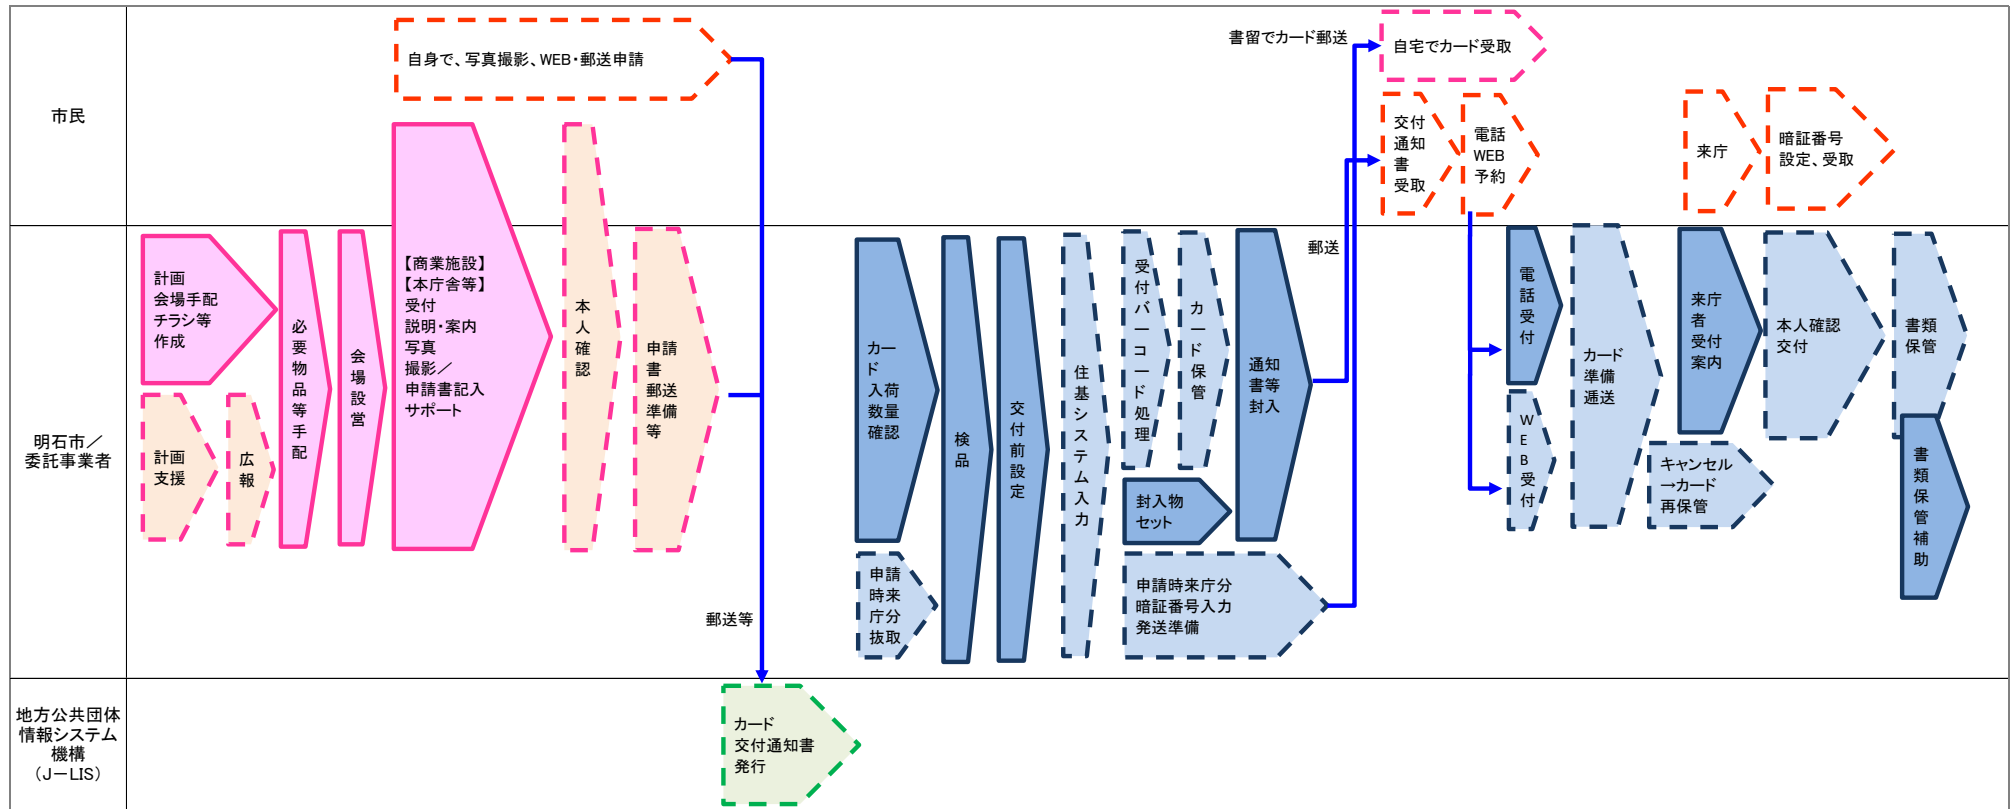 市民
自身で、写真撮影、WEB・郵送申請
書留でカード郵送
自宅でカード受取
交付
通知
書
受取
電話
WEB
予約
来庁
暗証番号
設定、受取
明石市／
委託事業者
計画
会場手配
チラシ等
作成
計画
支援
広報
必要物品等手配
会場設営
【商業施設】
【本庁舎等】
受付
説明・案内
写真
撮影／
申請書記入
サポート
本人確認
申請
書
郵送
準備
等
郵送等
カード
入荷
数量
確認
申請
時来
庁分
抜取
検品
交付前設定
住基システム入力
受付バーコード処理
カード保管
封入物
セット
通知
書等
封入
申請時来庁分
暗証番号入力
発送準備
郵送
電話受付
WEB受付
カード
準備
逓送
来庁
者
受付
案内
キャンセル
→カード
再保管
本人確認
交付
書類
保管
書類保管補助
地方公共団体
情報システム
機構
（J－LIS）
カード
交付通知書
発行